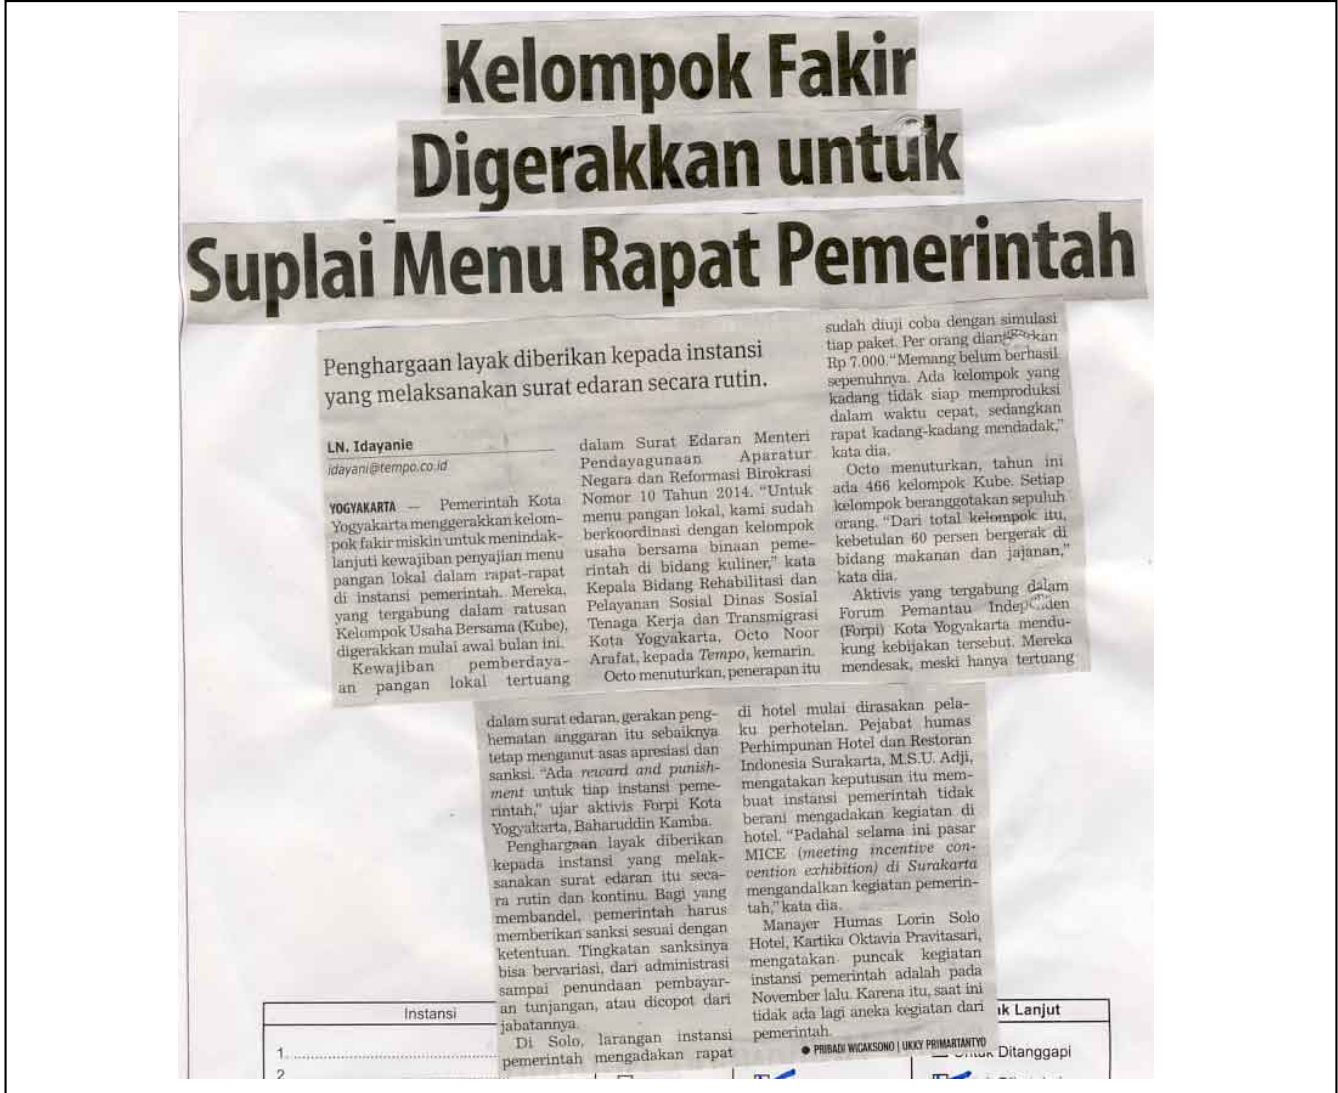 Kelompok Fakir
Digerakkan untuk
Suplai Menu Rapat Pemerintah
Penghargaan layak diberikan kepada instansi
yang melaksanakan surat edaran secara rutin.
LN. Idayanie
idayani@tempo.co.id
YOGYAKARTA — Pemerintah Kota
Yogyakarta menggerakkan kelom-
pok fakir miskin untuk menindak-
lanjuti kewajiban penyajian menu
pangan lokal dalam rapat-rapat
di instansi pemerintah. Mereka,
yang tergabung dalam ratusan
Kelompok Usaha Bersama (Kube),
digerakkan mulai awal bulan ini.
Kewajiban pemberdaya-
an pangan lokal tertuang
dalam Surat Edaran Menteri
Pendayagunaan Aparatur
Negara dan Reformasi Birokrasi
Nomor 10 Tahun 2014. “Untuk
menu pangan lokal, kami sudah
berkoordinasi dengan kelompok
usaha bersama binaan peme-
rintah di bidang kuliner,” kata
Kepala Bidang Rehabilitasi dan
Pelayanan Sosial Dinas Sosial
Tenaga Kerja dan Transmigrasi
Kota Yogyakarta, Octo Noor
Arafat, kepada Tempo, kemarin.
Octo menuturkan, penerapan itu
sudah diuji coba dengan simulasi
tiap paket. Per orang
Rp 7.000. “Memang belum berhasil
sepenuhnya. Ada kelompok yang
kadang tidak siap memproduksi
dalam waktu cepat, sedangkan
rapat kadang-kadang mendadak,”
kata dia.
Octo menuturkan, tahun ini
ada 466 kelompok Kube. Setiap
kelompok beranggotakan sepuluh
orang. “Dari total kelompok itu,
kebetulan 60 persen bergerak di
bidang makanan dan jajanan,”
kata dia.
Aktivis yang tergabung dalam
Forum Pemantau Independen
(Forpi) Kota Yogyakarta mendu-
kung kebijakan tersebut. Mereka
mendesak, meski hanya tertuang
dalam surat edaran, gerakan peng-
hematan anggaran itu sebaiknya
tetap menganut asas apresiasi dan
sanksi. “Ada reward and punish-
ment untuk tiap instansi peme-
rintah,” ujar aktivis Forpi Kota
Yogyakarta, Baharuddin Kamba.
Penghargaan layak diberikan
kepada instansi yang melak-
sanakan surat edaran itu seca-
ra rutin dan kontinu. Bagi yang
membandel, pemerintah harus
memberikan sanksi sesuai dengan
ketentuan. Tingkatan sanksinya
bisa bervariasi, dari administrasi
sampai penundaan pembayar-
an tunjangan, atau dicopot dari
jabatannya.
Di Solo, larangan instansi
pemerintah mengadakan rapat
di hotel mulai dirasakan pela-
ku perhotelan. Pejabat humas
Perhimpunan Hotel dan Restoran
Indonesia Surakarta, M.S.U. Adji,
mengatakan keputusan itu mem-
buat instansi pemerintah tidak
berani mengadakan kegiatan di
hotel. “Padahal selama ini pasar
MICE (meeting incentive con-
vention exhibition) di Surakarta
mengandalkan kegiatan pemerin-
tah,” kata dia.
Manajer Humas Lorin Solo
Hotel, Kartika Oktavia Pravitasari,
mengatakan puncak kegiatan
instansi pemerintah adalah pada
November lalu. Karena itu, saat ini
tidak ada lagi aneka kegiatan dari
pemerintah.
● PRIBADI WICAKSONO | UKKY PRIMARTANTYO
Instansi
Lanjut
1.
Ditanggapi
2